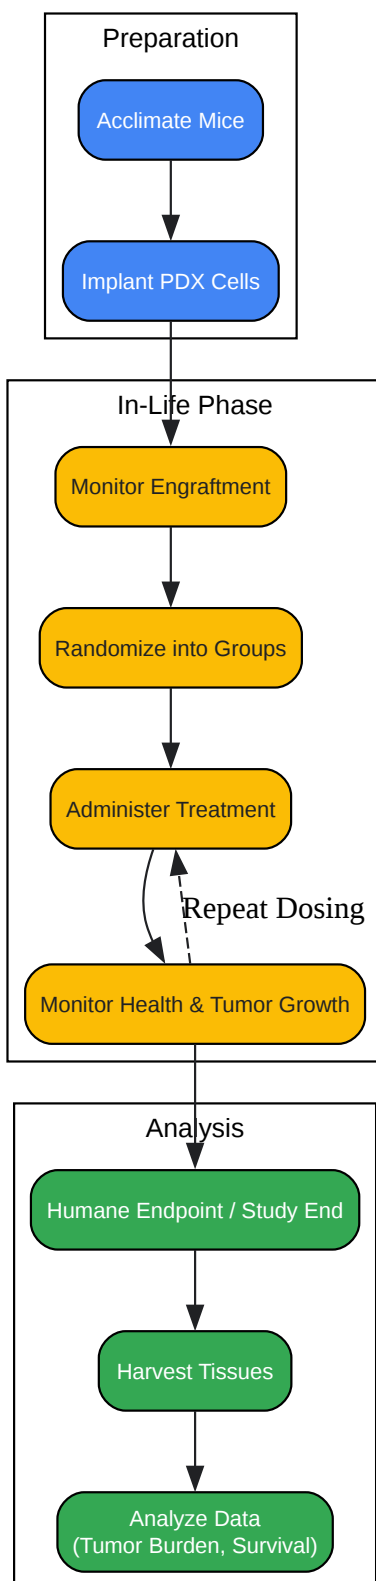 Preparation
Acclimate Mice
Implant PDX Cells
In-Life Phase
Monitor Engraftment
Randomize into Groups
Administer Treatment
Repeat Dosing
Monitor Health & Tumor Growth
Analysis
Humane Endpoint / Study End
Harvest Tissues
Analyze Data
(Tumor Burden, Survival)